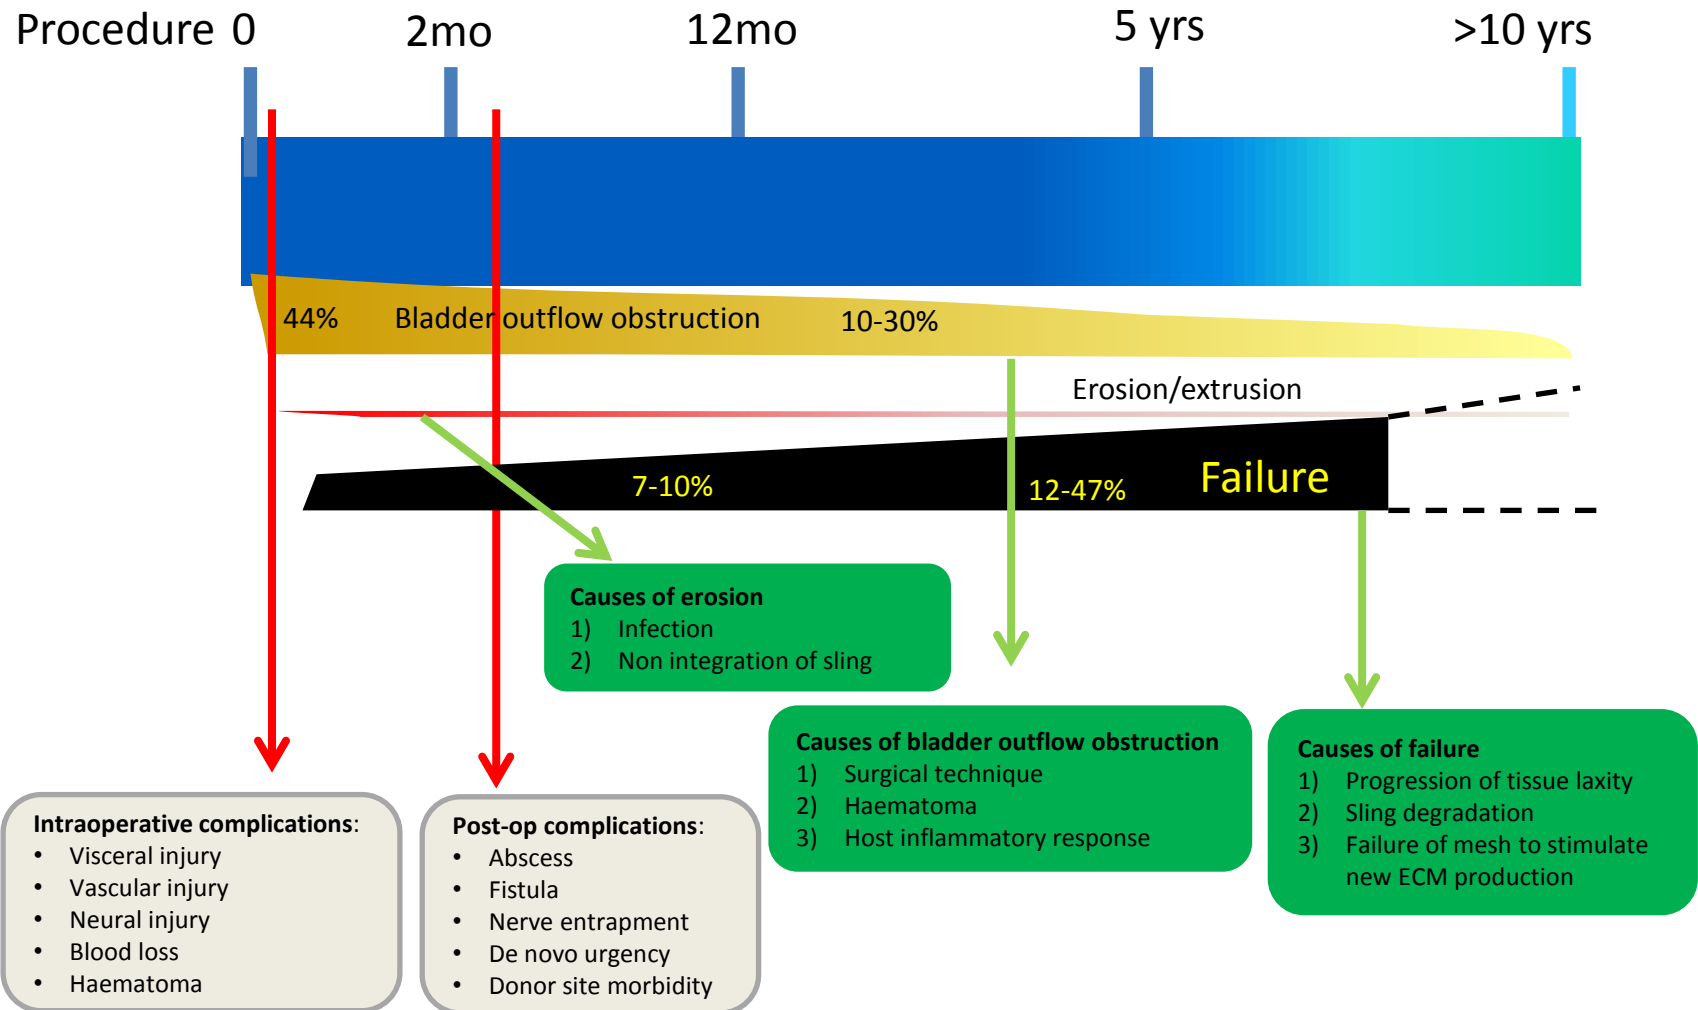 Procedure 0 2mo 12mo 5 yrs >10 yrs
44% Bladder outflow obstruction 10-30%
Erosion/extrusion
7-10% 12-47% Failure
Causes of erosion
1) Infection
2) Non integration of sling
Causes of bladder outflow obstruction
1) Surgical technique
2) Haematoma
3) Host inflammatory response
Causes of failure
1) Progression of tissue laxity
2) Sling degradation
3) Failure of mesh to stimulate
new ECM production
Intraoperative complications:
• Visceral injury
• Vascular injury
• Neural injury
• Blood loss
• Haematoma
Post-op complications:
• Abscess
• Fistula
• Nerve entrapment
• De novo urgency
• Donor site morbidity